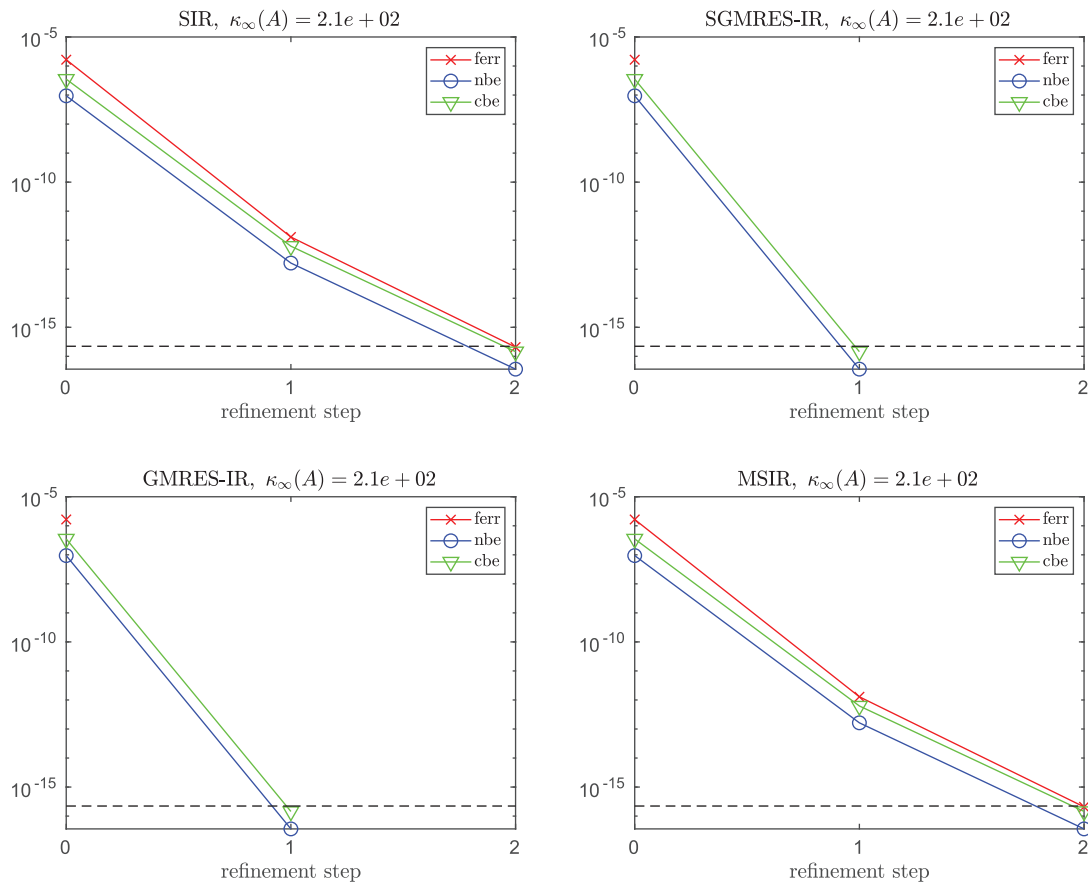 SIR, κ∞(A) = 2.1e + 02
10^-5
10^-10
10^-15
ferr
nbe
cbe
0 1 2
refinement step
SGMRES-IR, κ∞(A) = 2.1e + 02
10^-5
10^-10
10^-15
ferr
nbe
cbe
0 1 2
refinement step
GMRES-IR, κ∞(A) = 2.1e + 02
10^-5
10^-10
10^-15
ferr
nbe
cbe
0 1 2
refinement step
MSIR, κ∞(A) = 2.1e + 02
10^-5
10^-10
10^-15
ferr
nbe
cbe
0 1 2
refinement step